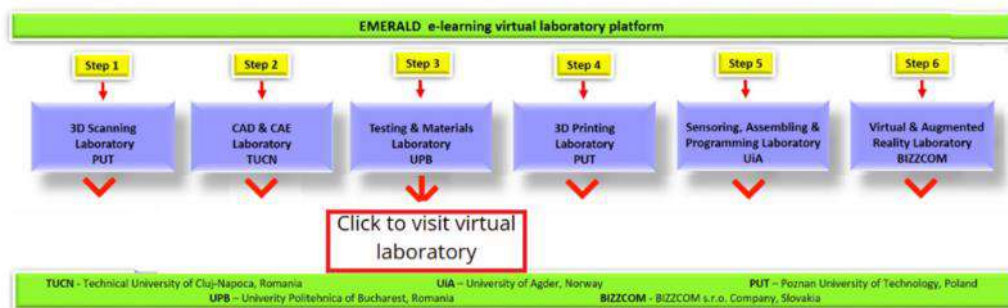 EMERALD e-learning virtual laboratory platform
Step 1
Step 2
Step 3
Step 4
Step 5
Step 6
3D Scanning
Laboratory
PUT
CAD & CAE
Laboratory
TUCN
Testing & Materials
Laboratory
UPB
3D Printing
Laboratory
PUT
Sensoring, Assembling &
Programming Laboratory
UiA
Virtual & Augmented
Reality Laboratory
BIZZCOM
Click to visit virtual
laboratory
TUCN - Technical University of Cluj-Napoca, Romania UiA – University of Agder, Norway PUT – Poznan University of Technology, Poland
UPB – Univerity Politehnica of Bucharest, Romania BIZZCOM - BIZZCOM s.r.o. Company, Slovakia